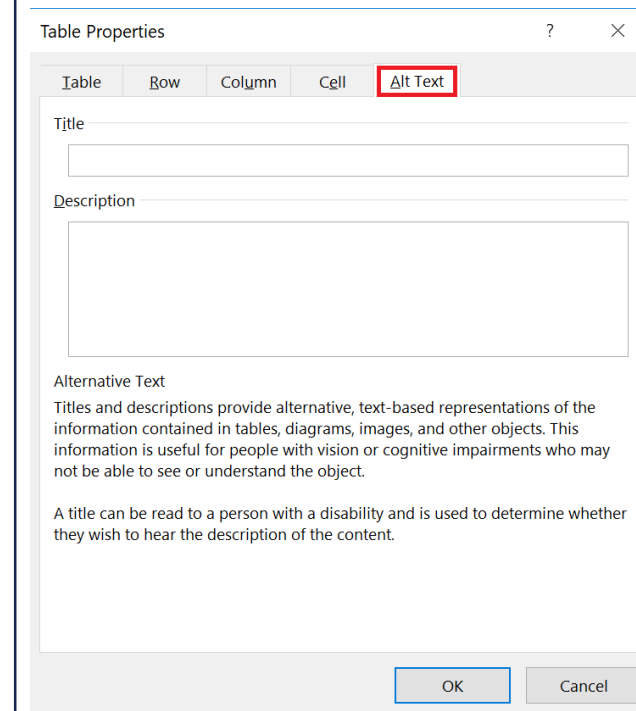 Table Properties ?
Table Row Column Cell Alt Text
Title
Description
Alternative Text
Titles and descriptions provide alternative, text-based representations of the
information contained in tables, diagrams, images, and other objects. This
information is useful for people with vision or cognitive impairments who may
not be able to see or understand the object.
A title can be read to a person with a disability and is used to determine whether
they wish to hear the description of the content.
OK Cancel